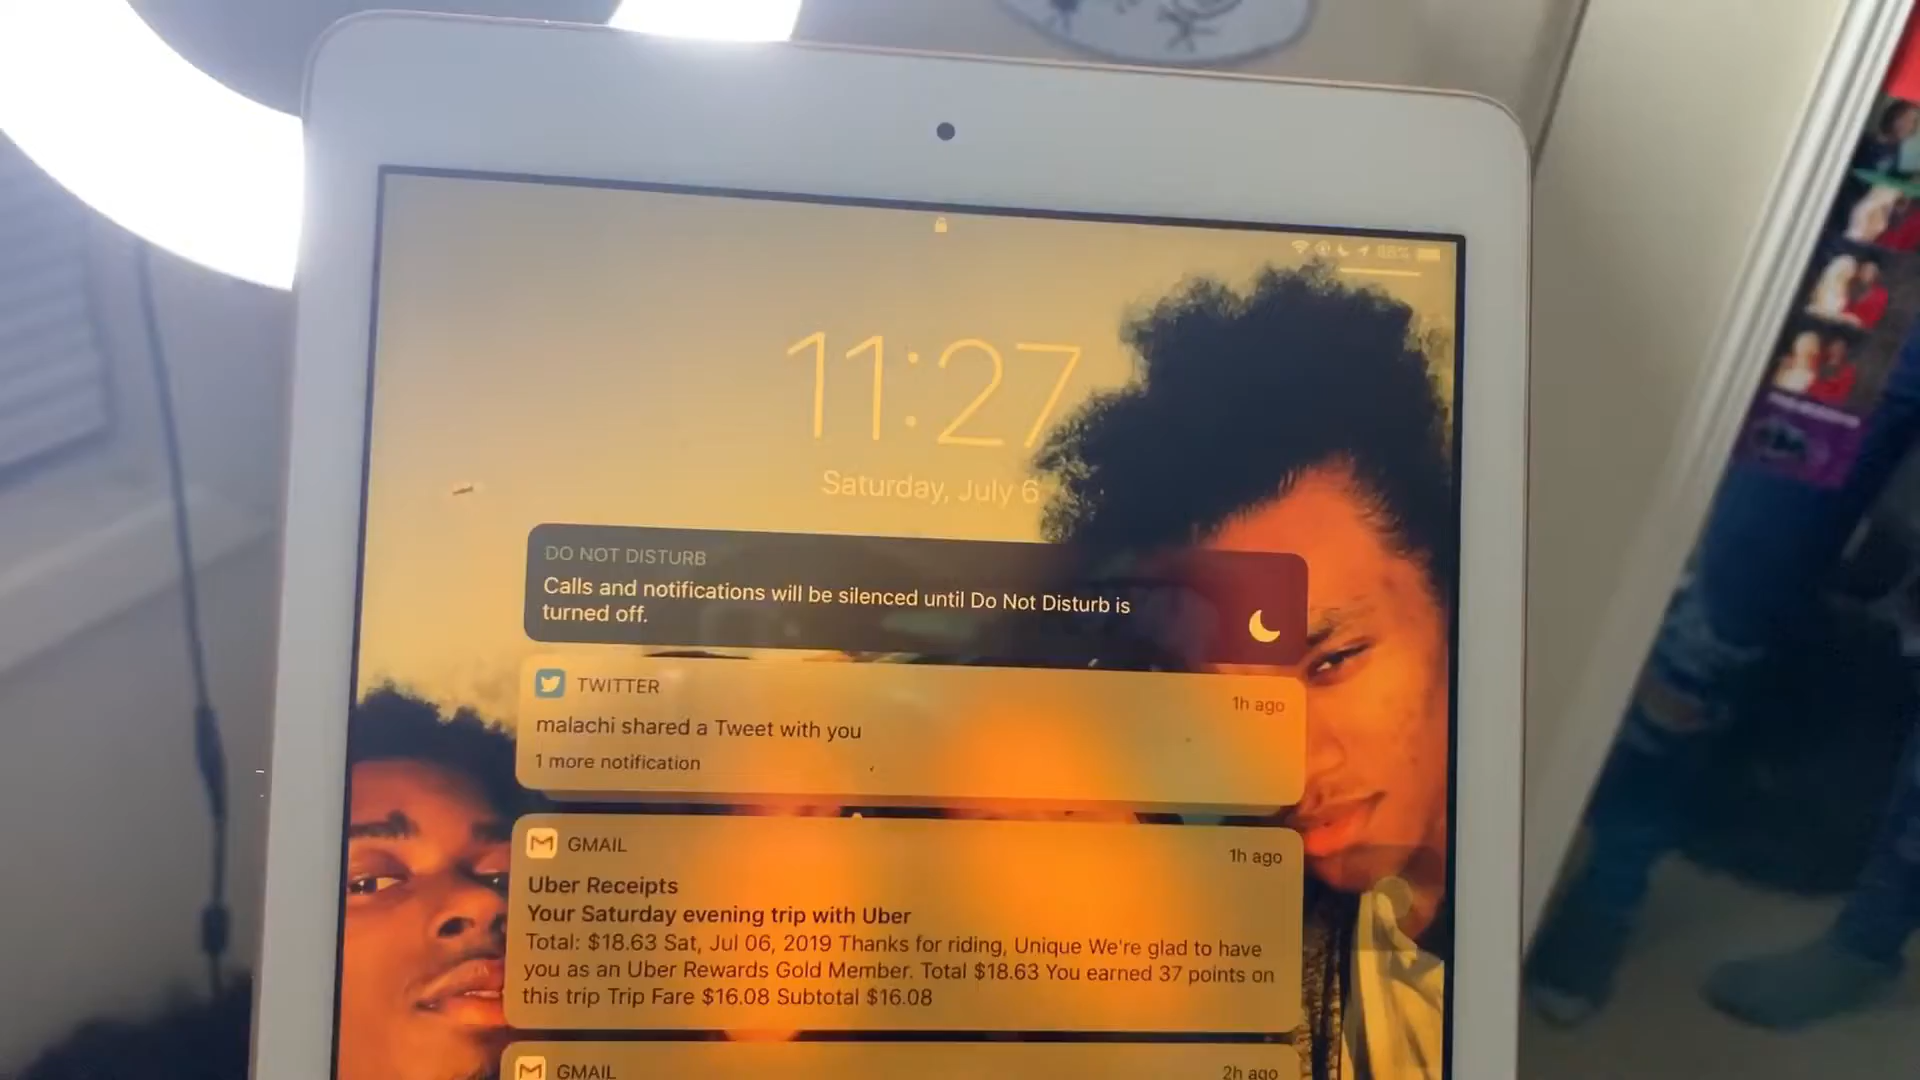 11:27
Saturday, July 6
DO NOT DISTURB
Calls and notifications will be silenced until Do Not Disturb is
turned off.
TWITTER
1h ago
malachi shared a Tweet with you
1 more notification
GMAIL
1h ago
Uber Receipts
Your Saturday evening trip with Uber
Total: $18.63 Sat, Jul 06, 2019 Thanks for riding, Unique We're glad to have
you as an Uber Rewards Gold Member. Total $18.63 You earned 37 points on
this trip Trip Fare $16.08 Subtotal $16.08
GMAIL
2h ago